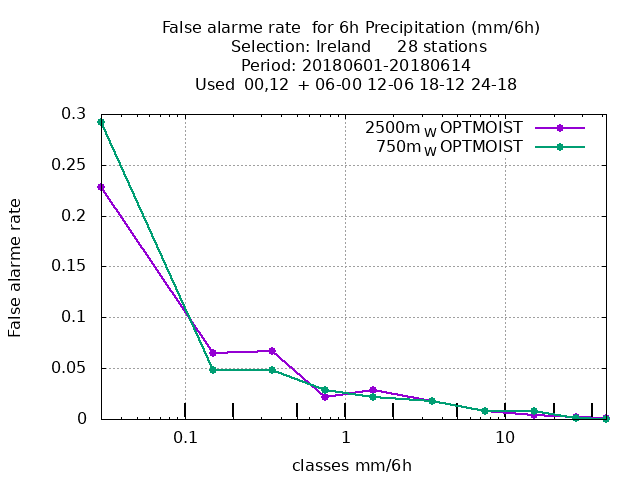 False alarme rate  for 6h Precipitation (mm/6h)
Selection: Ireland     28 stations
Period: 20180601-20180614
Used  00,12  + 06-00 12-06 18-12 24-18
2500m W OPTMOIST
750m W OPTMOIST
0.3
0.25
0.2
0.15
0.1
0.05
0
False alarme rate
0.1 1 10
classes mm/6h